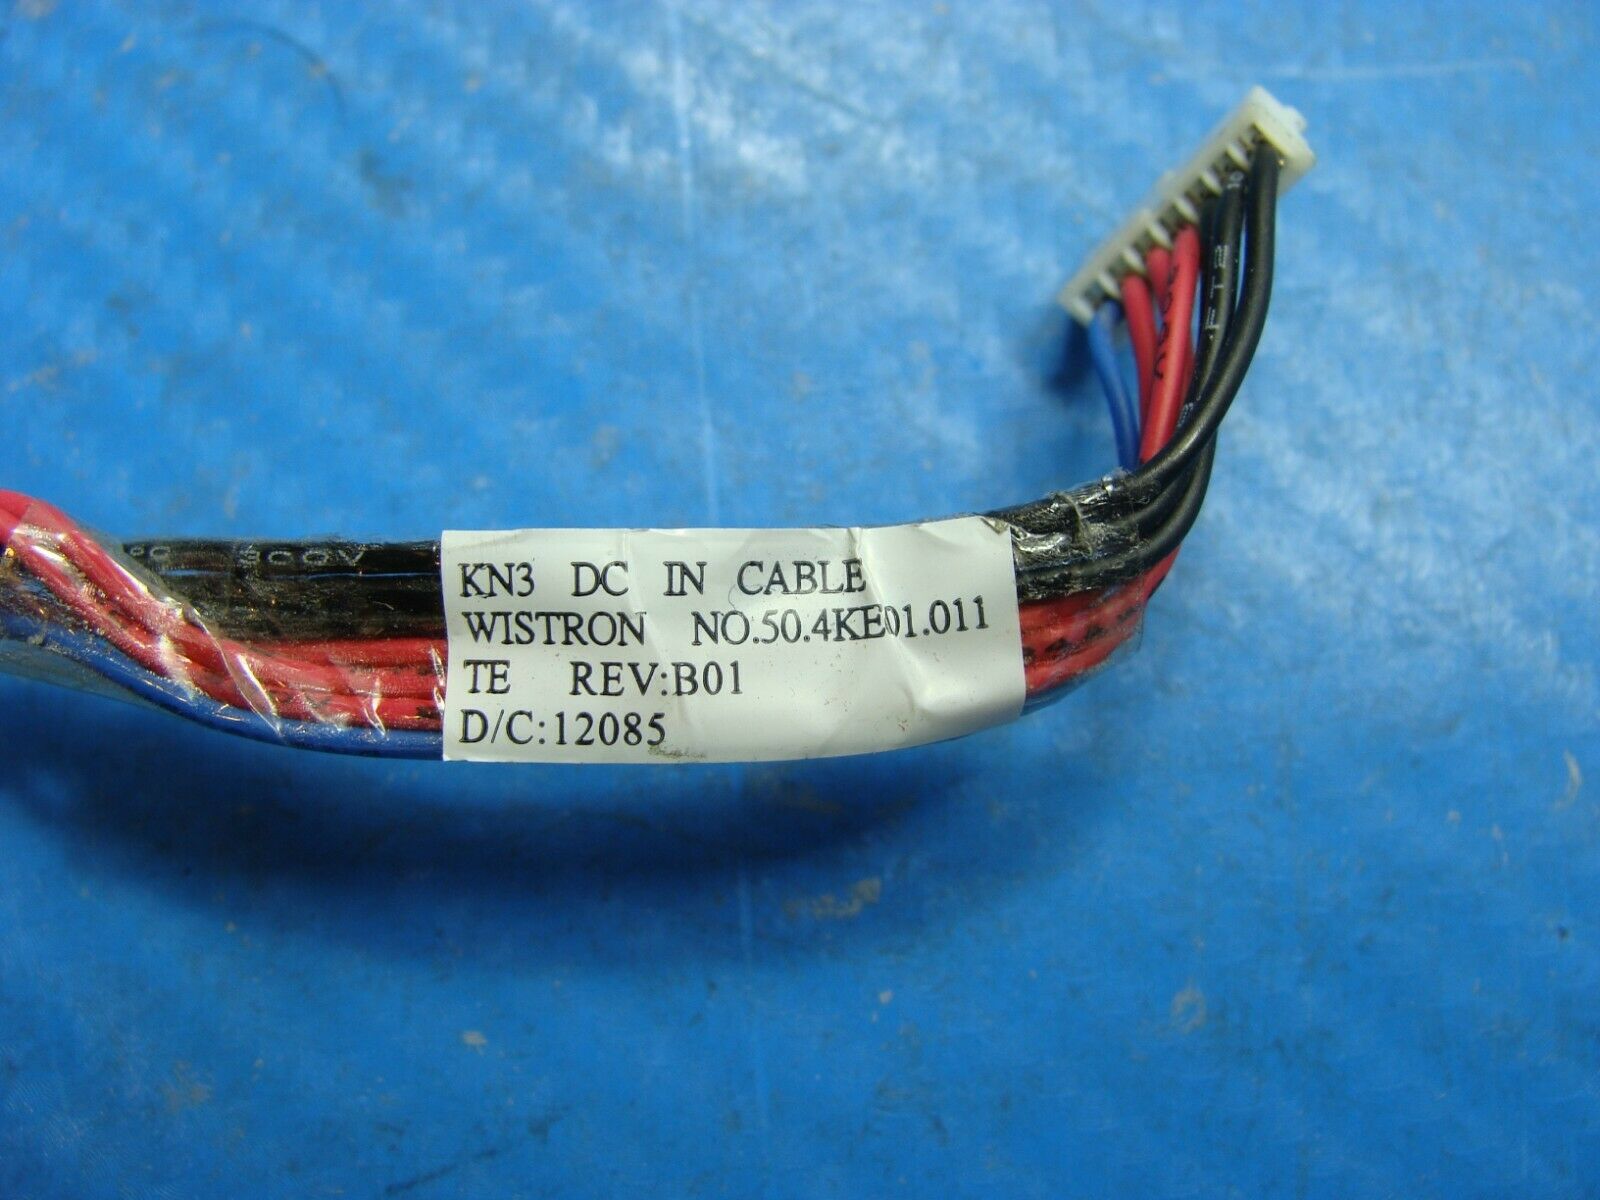 KN3 DC IN CABLE
WISTRON NO.50.4KE01.011
TE REV:B01
D/C:12085